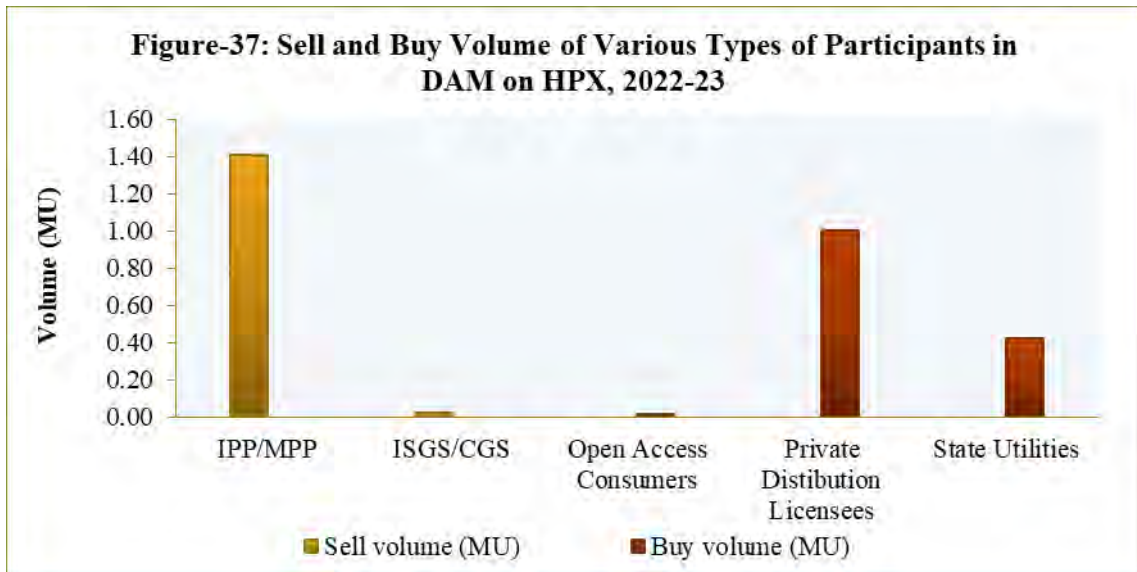 Figure-37: Sell and Buy Volume of Various Types of Participants in
DAM on HPX, 2022-23
Volume (MU)
1.60
1.40
1.20
1.00
0.80
0.60
0.40
0.20
0.00
IPP/MPP
ISGS/CGS
Open Access
Consumers
Private
Distibution
Licensees
State Utilities
Sell volume (MU)
Buy volume (MU)